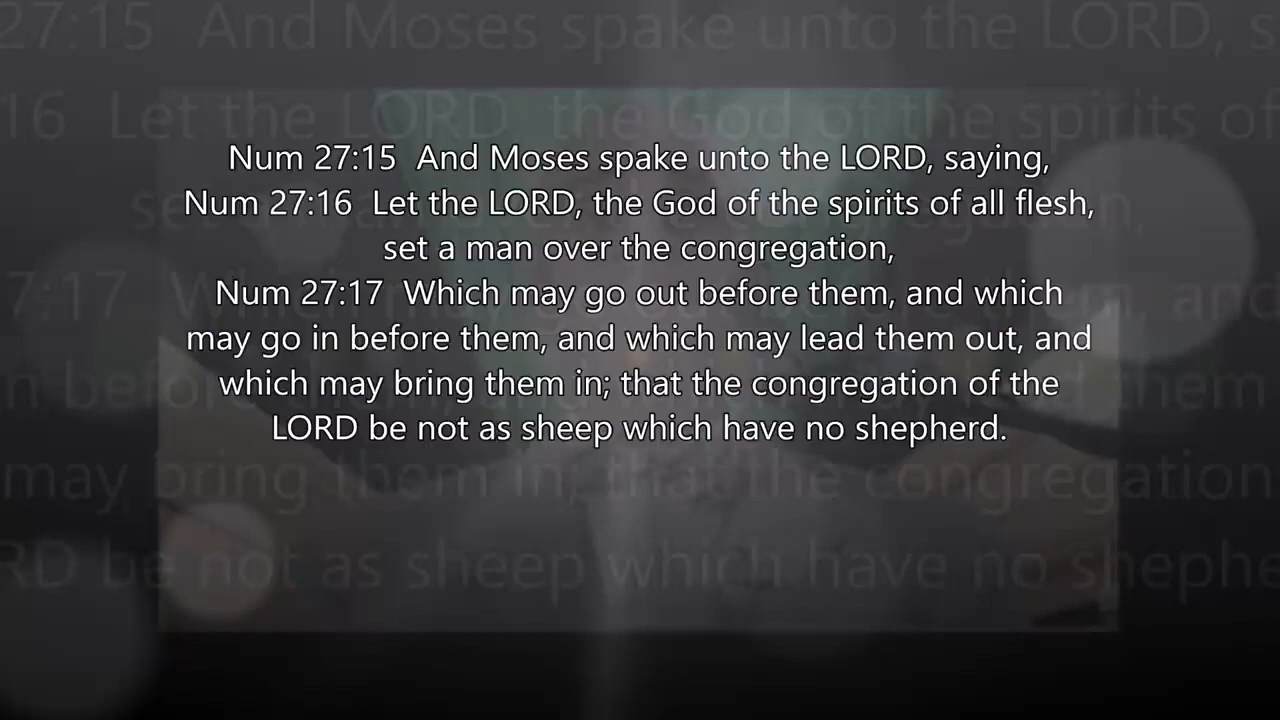 Num 27:15  And Moses spake unto the LORD, saying,
Num 27:16  Let the LORD, the God of the spirits of all flesh,
set a man over the congregation,
Num 27:17  Which may go out before them, and which
may go in before them, and which may lead them out, and
which may bring them in; that the congregation of the
LORD be not as sheep which have no shepherd.